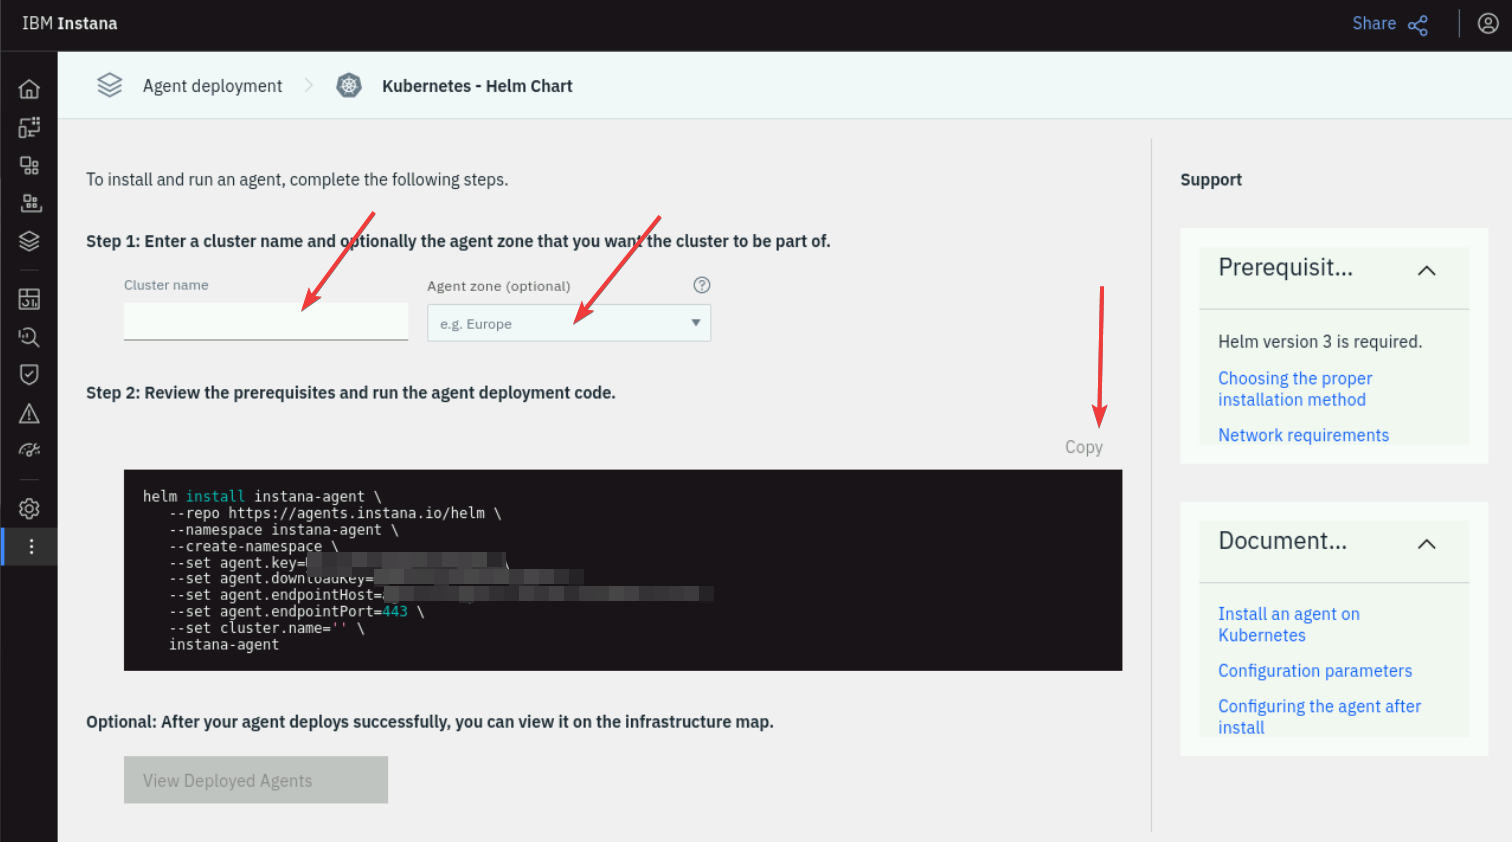 IBM Instana
Share
Agent deployment
Kubernetes - Helm Chart
To install and run an agent, complete the following steps.
Step 1: Enter a cluster name and optionally the agent zone that you want the cluster to be part of.
Cluster name
Agent zone (optional)
e.g. Europe
Step 2: Review the prerequisites and run the agent deployment code.
Copy
helm install instana-agent \
--repo https://agents.instana.io/helm \
--namespace instana-agent \
--create-namespace \
--set agent.key=
--set agent.downloadKey=
--set agent.endpointHost=
--set agent.endpointPort=443 \
--set cluster.name='' \
instana-agent
Optional: After your agent deploys successfully, you can view it on the infrastructure map.
View Deployed Agents
Support
Prerequisit...
Helm version 3 is required.
Choosing the proper
installation method
Network requirements
Document...
Install an agent on
Kubernetes
Configuration parameters
Configuring the agent after
install